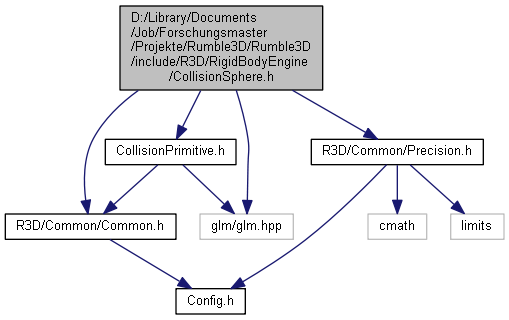 D:/Library/Documents
/Job/Forschungsmaster
/Projekte/Rumble3D/Rumble3D
/include/R3D/RigidBodyEngine
/CollisionSphere.h
CollisionPrimitive.h
R3D/Common/Precision.h
R3D/Common/Common.h
glm/glm.hpp
cmath
limits
Config.h